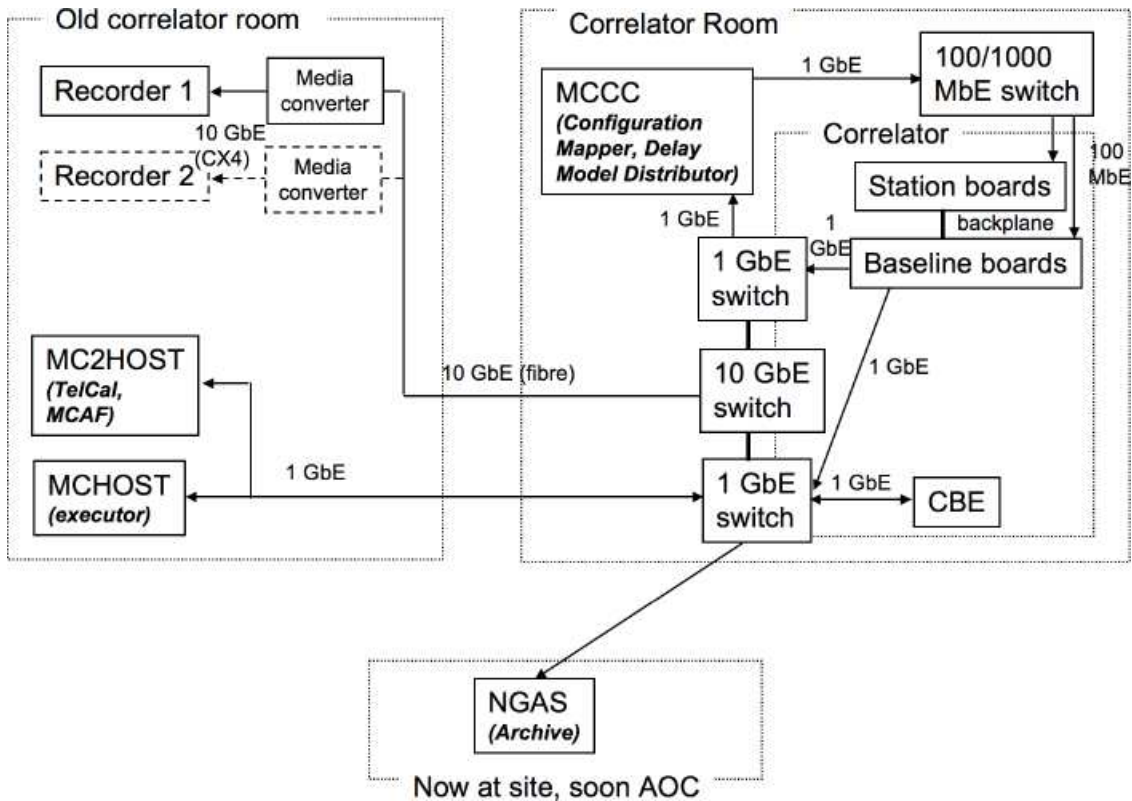 Old correlator room
Recorder 1
Media
converter
10 GbE
(CX4)
Recorder 2
Media
converter
MC2HOST
(TelCal,
MCAF)
MCHOST
(executor)
1 GbE
10 GbE (fibre)
Correlator Room
MCCC
(Configuration
Mapper, Delay
Model Distributor)
1 GbE
100/1000
MbE switch
Correlator
100
MbE
Station boards
backplane
Baseline boards
1 GbE
1
GbE
1 GbE
switch
10 GbE
switch
1 GbE
1 GbE
switch
1 GbE
CBE
NGAS
(Archive)
Now at site, soon AOC